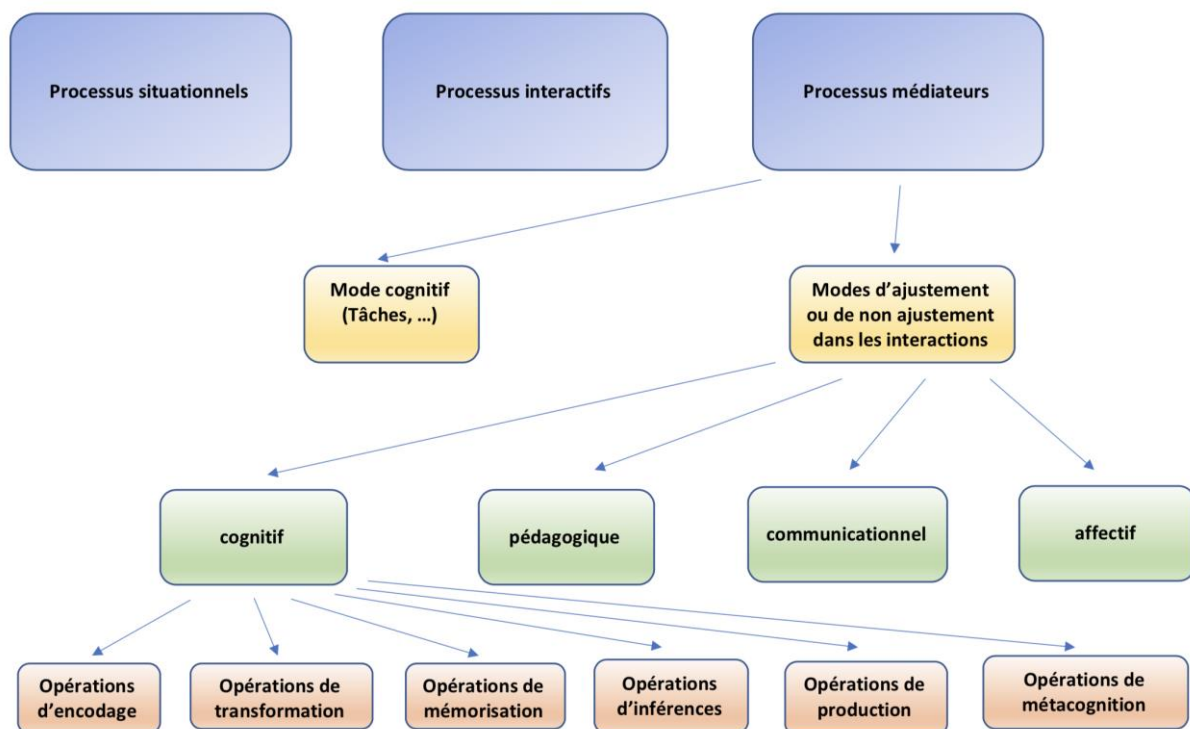 Processus situationnels
Processus interactifs
Processus médiateurs
Mode cognitif
(Tâches, …)
Modes d’ajustement
ou de non ajustement
dans les interactions
cognitif
pédagogique
communicationnel
affectif
Opérations
d’encodage
Opérations de
transformation
Opérations de
mémorisation
Opérations
d’inférences
Opérations de
production
Opérations de
métacognition